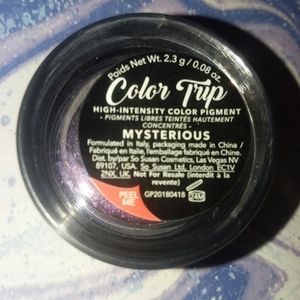 Poids Net Wt. 2.3 g / 0.08 oz.
Color Trip
HIGH-INTENSITY COLOR PIGMENT
• PIGMENTS LIBRES TEINTÉS HAUTEMENT
CONCENTRÉS •
MYSTERIOUS
Formulated in Italy, packaging made in China /
Fabriqué en Italie, l'emballage fabriqué en Chine.
Dist. by/par So Susan Cosmetics, Las Vegas NV
89107, USA. So Susan Ltd. London EC1V
2NX, UK. Not For Resale (interdit à la
revente)
PEEL
ME
GP20180418
24M